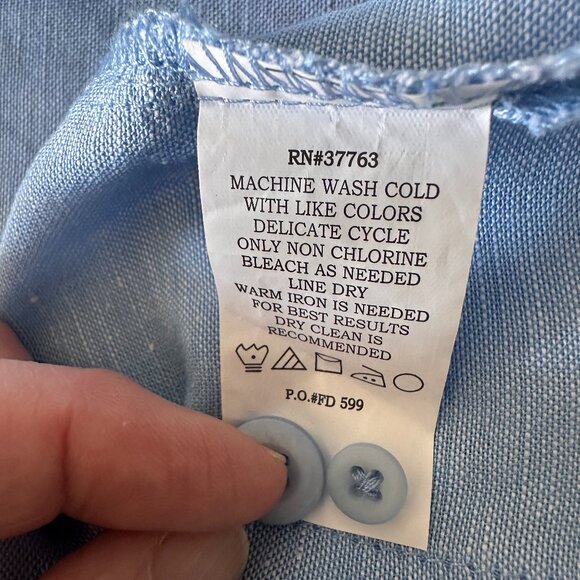 RN#37763
MACHINE WASH COLD
WITH LIKE COLORS
DELICATE CYCLE
ONLY NON CHLORINE
BLEACH AS NEEDED
LINE DRY
WARM IRON IS NEEDED
FOR BEST RESULTS
DRY CLEAN IS
RECOMMENDED
P.O.#FD 599